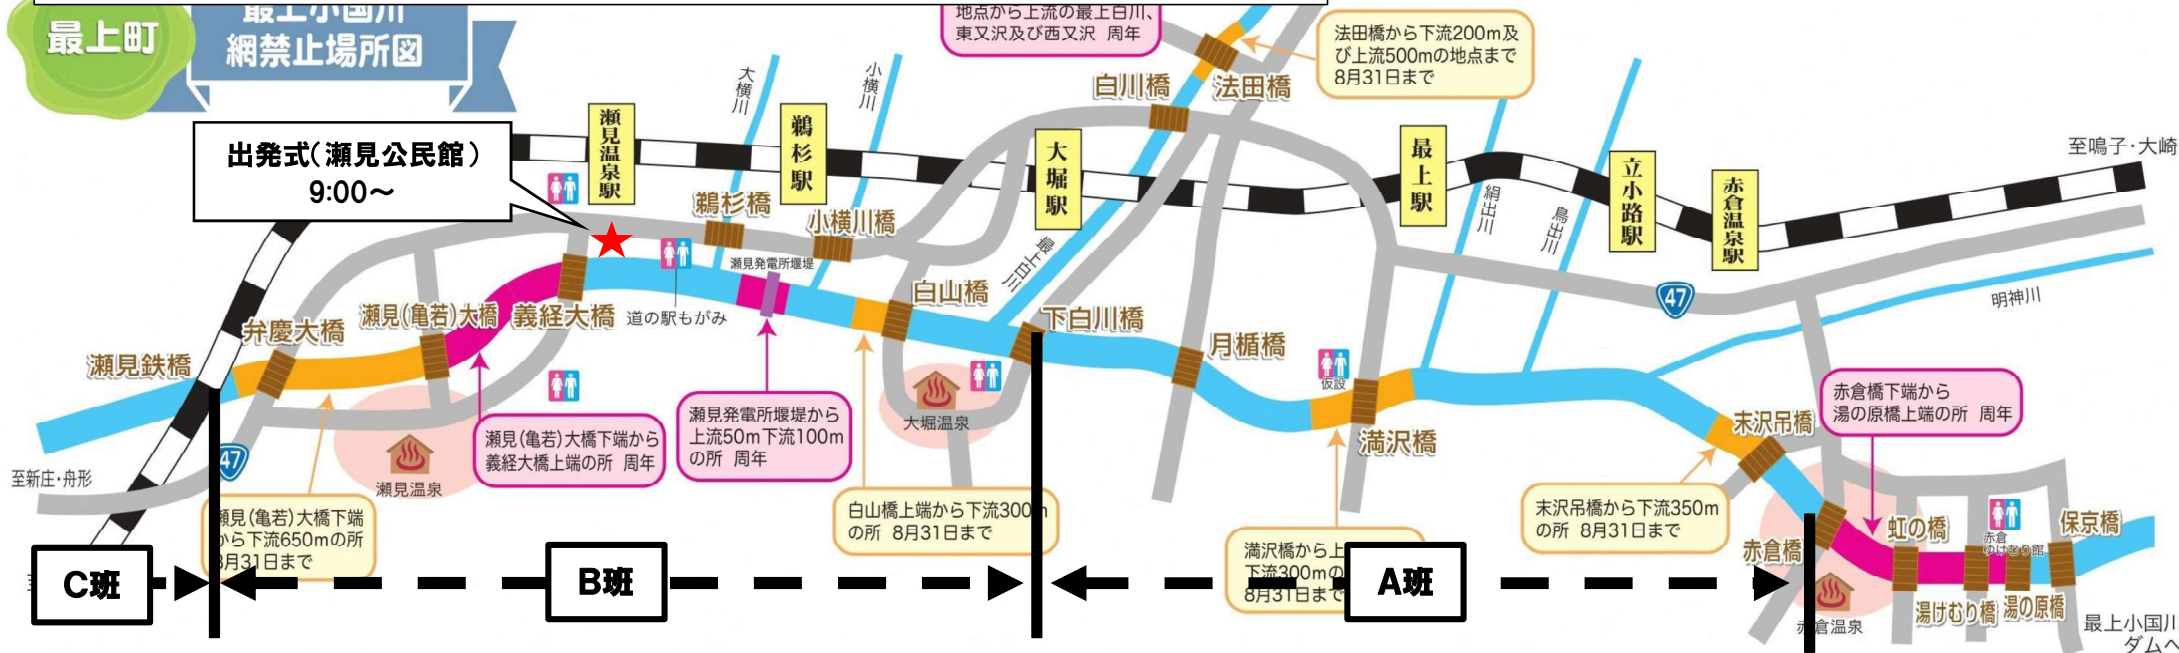 最上町
最上小国川
網禁止場所図
地点から上流の最上白川、
東又沢及び西又沢 周年
法田橋から下流200m及
び上流500mの地点まで
8月31日まで
白川橋
法田橋
大横川
小横川
出発式(瀬見公民館)
9:00〜
瀬見温泉駅
鵜杉駅
大堀駅
最上駅
立小路駅
赤倉温泉駅
至鳴子・大崎
鵜杉橋
小横川橋
最上白川
絹出川
鳥出川
明神川
47
瀬見発電所堰堤
道の駅もがみ
白山橋
下白川橋
月楯橋
瀬見鉄橋
弁慶大橋
瀬見(亀若)大橋
義経大橋
仮設
満沢橋
末沢吊橋
赤倉橋下端から
湯の原橋上端の所 周年
瀬見(亀若)大橋下端から
義経大橋上端の所 周年
瀬見発電所堰堤から
上流50m下流100m
の所 周年
大堀温泉
瀬見温泉
47
至新庄・舟形
瀬見(亀若)大橋下端
から下流650mの所
8月31日まで
白山橋上端から下流300m
の所 8月31日まで
満沢橋から上
下流300mの
8月31日まで
末沢吊橋から下流350m
の所 8月31日まで
赤倉橋
虹の橋
赤倉
ゆけむり館
保京橋
湯けむり橋
湯の原橋
赤倉温泉
最上小国川
ダムへ
C班
B班
A班